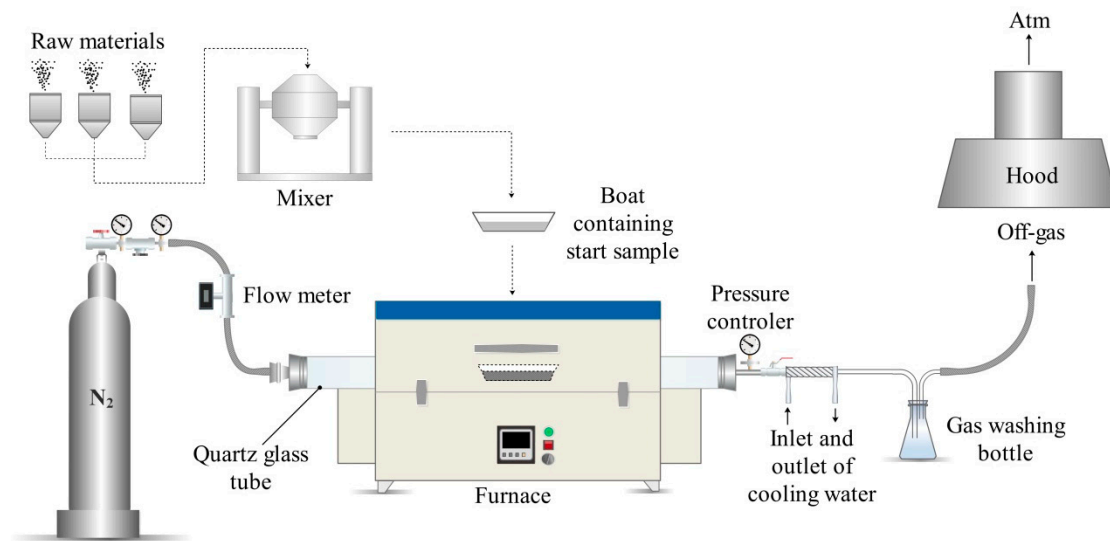 Raw materials
Mixer
Boat
containing
start sample
Atm
Hood
Off-gas
N₂
Flow meter
Quartz glass
tube
Furnace
Pressure
controler
Inlet and
outlet of
cooling water
Gas washing
bottle